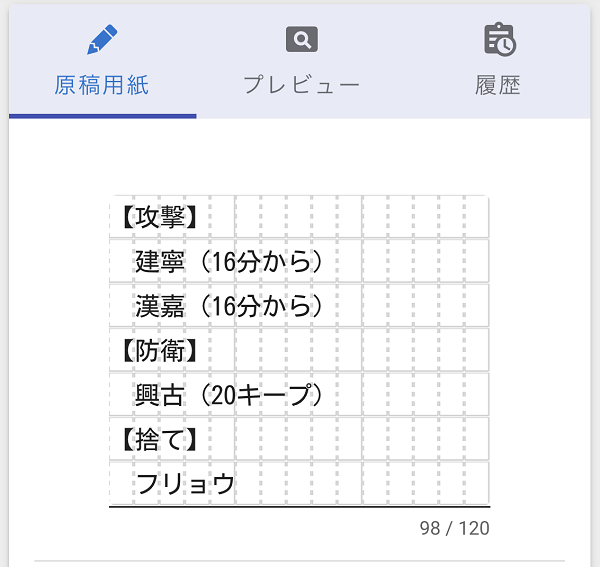 原稿用紙
プレビュー
履歴
【攻撃】
　建寧（16分から）
　漢嘉（16分から）
【防衛】
　興古（20キープ）
【捨て】
　フリョウ
98 / 120